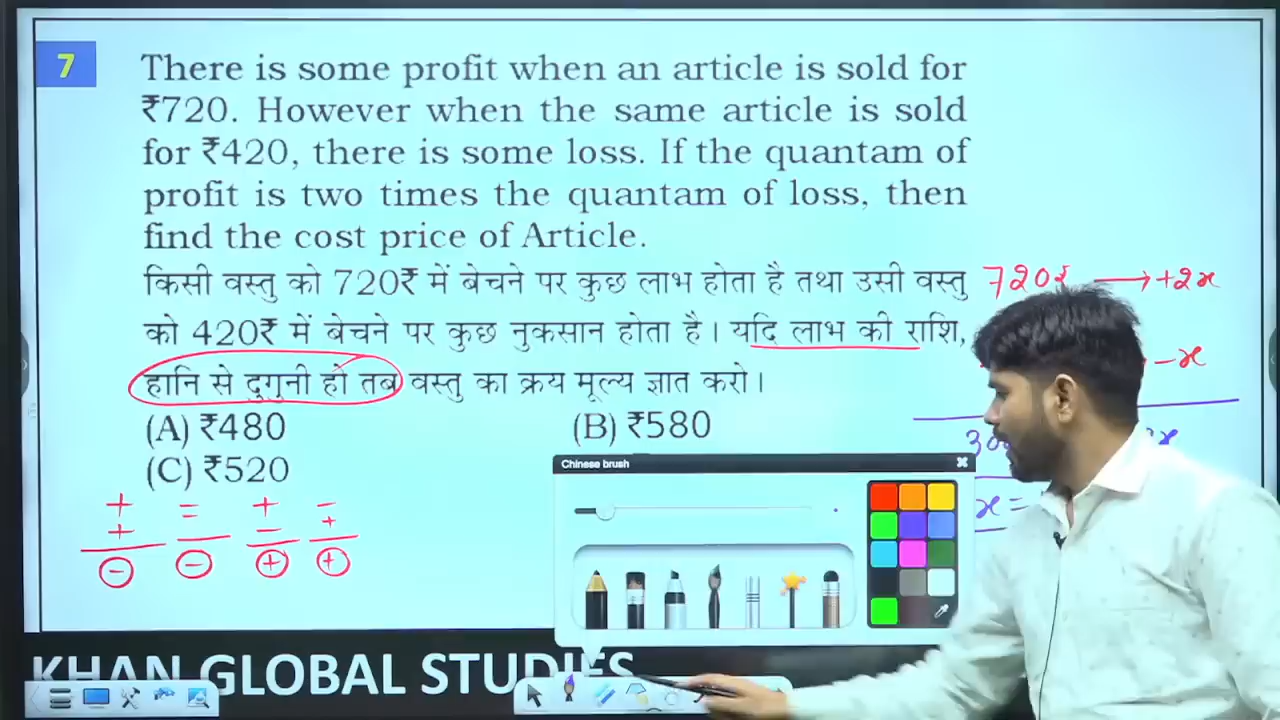 7
There is some profit when an article is sold for
₹720. However when the same article is sold
for ₹420, there is some loss. If the quantam of
profit is two times the quantam of loss, then
find the cost price of Article.
किसी वस्तु को 720₹ में बेचने पर कुछ लाभ होता है तथा उसी वस्तु
को 420₹ में बेचने पर कुछ नुकसान होता है। यदि लाभ की राशि,
हानि से दुगुनी हो तब वस्तु का क्रय मूल्य ज्ञात करो।
720₹ → +2x
-x
(A) ₹480 (B) ₹580
(C) ₹520
x =
+ = + -
+ - +
- - + +
Chinese brush
KHAN GLOBAL STUDIES